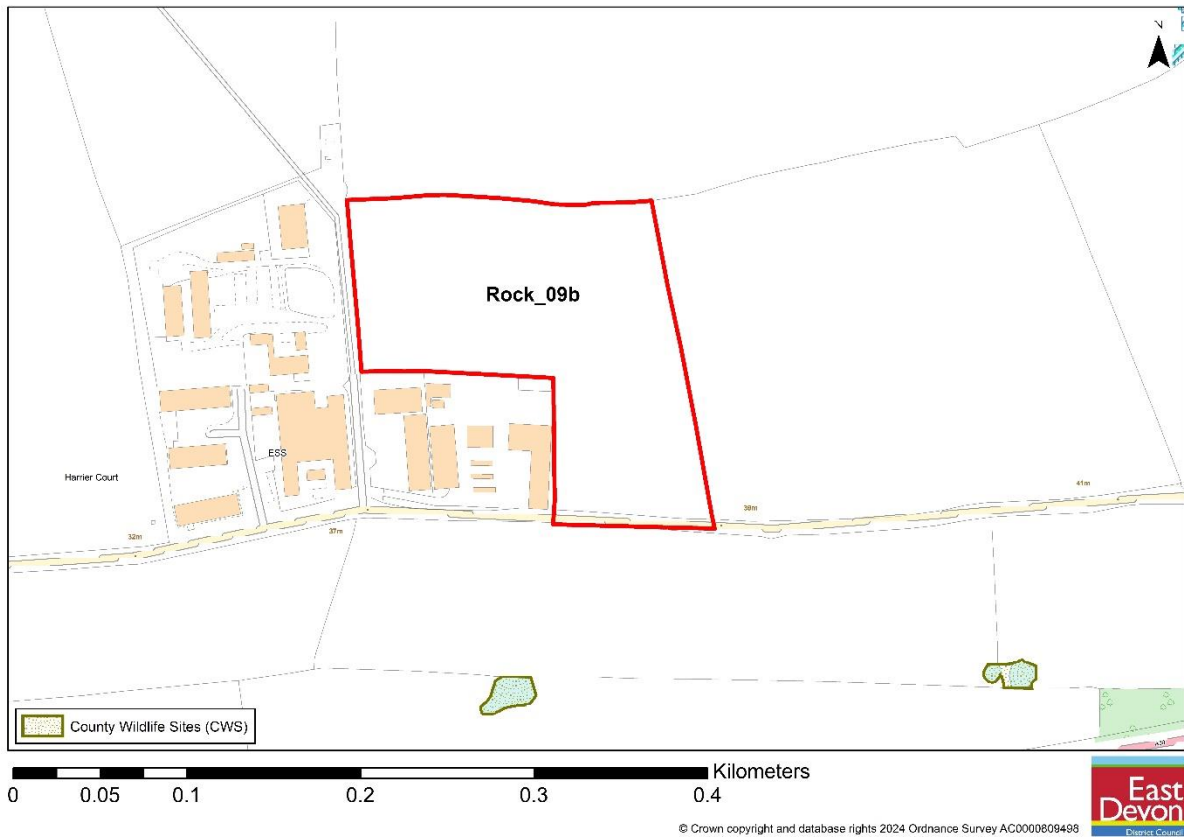 N
Rock_09b
ESS
Harrier Court
32m
37m
38m
41m
A30
County Wildlife Sites (CWS)
Kilometers
0 0.05 0.1 0.2 0.3 0.4
East
Devon
District Council
© Crown copyright and database rights 2024 Ordnance Survey AC0000809498